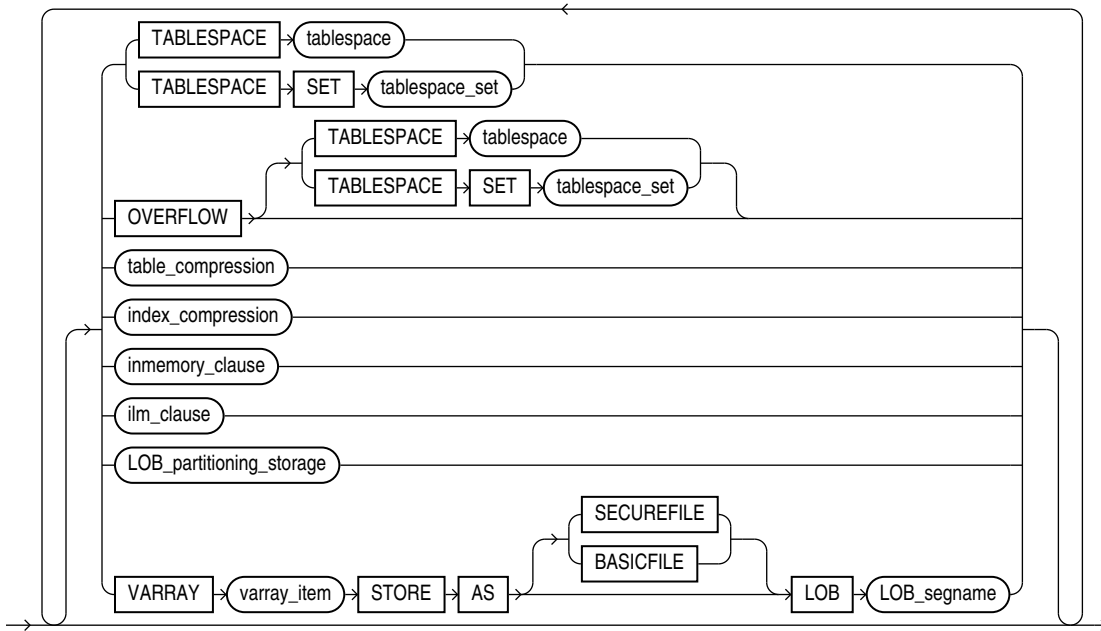 TABLESPACE tablespace
TABLESPACE SET tablespace_set
TABLESPACE tablespace
TABLESPACE SET tablespace_set
OVERFLOW
table_compression
index_compression
inmemory_clause
ilm_clause
LOB_partitioning_storage
SECUREFILE
BASICFILE
VARRAY varray_item STORE AS LOB LOB_segname